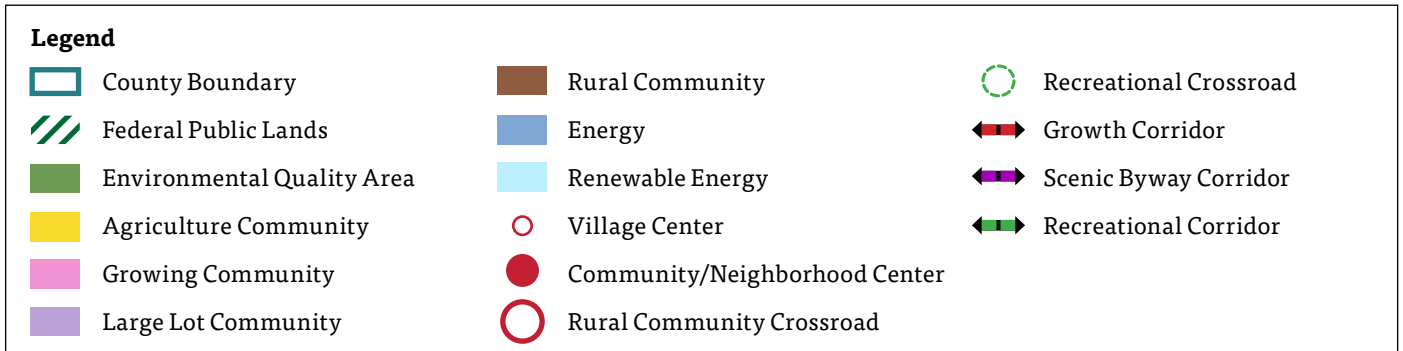 Legend
County Boundary
Federal Public Lands
Environmental Quality Area
Agriculture Community
Growing Community
Large Lot Community
Rural Community
Energy
Renewable Energy
Village Center
Community/Neighborhood Center
Rural Community Crossroad
Recreational Crossroad
Growth Corridor
Scenic Byway Corridor
Recreational Corridor